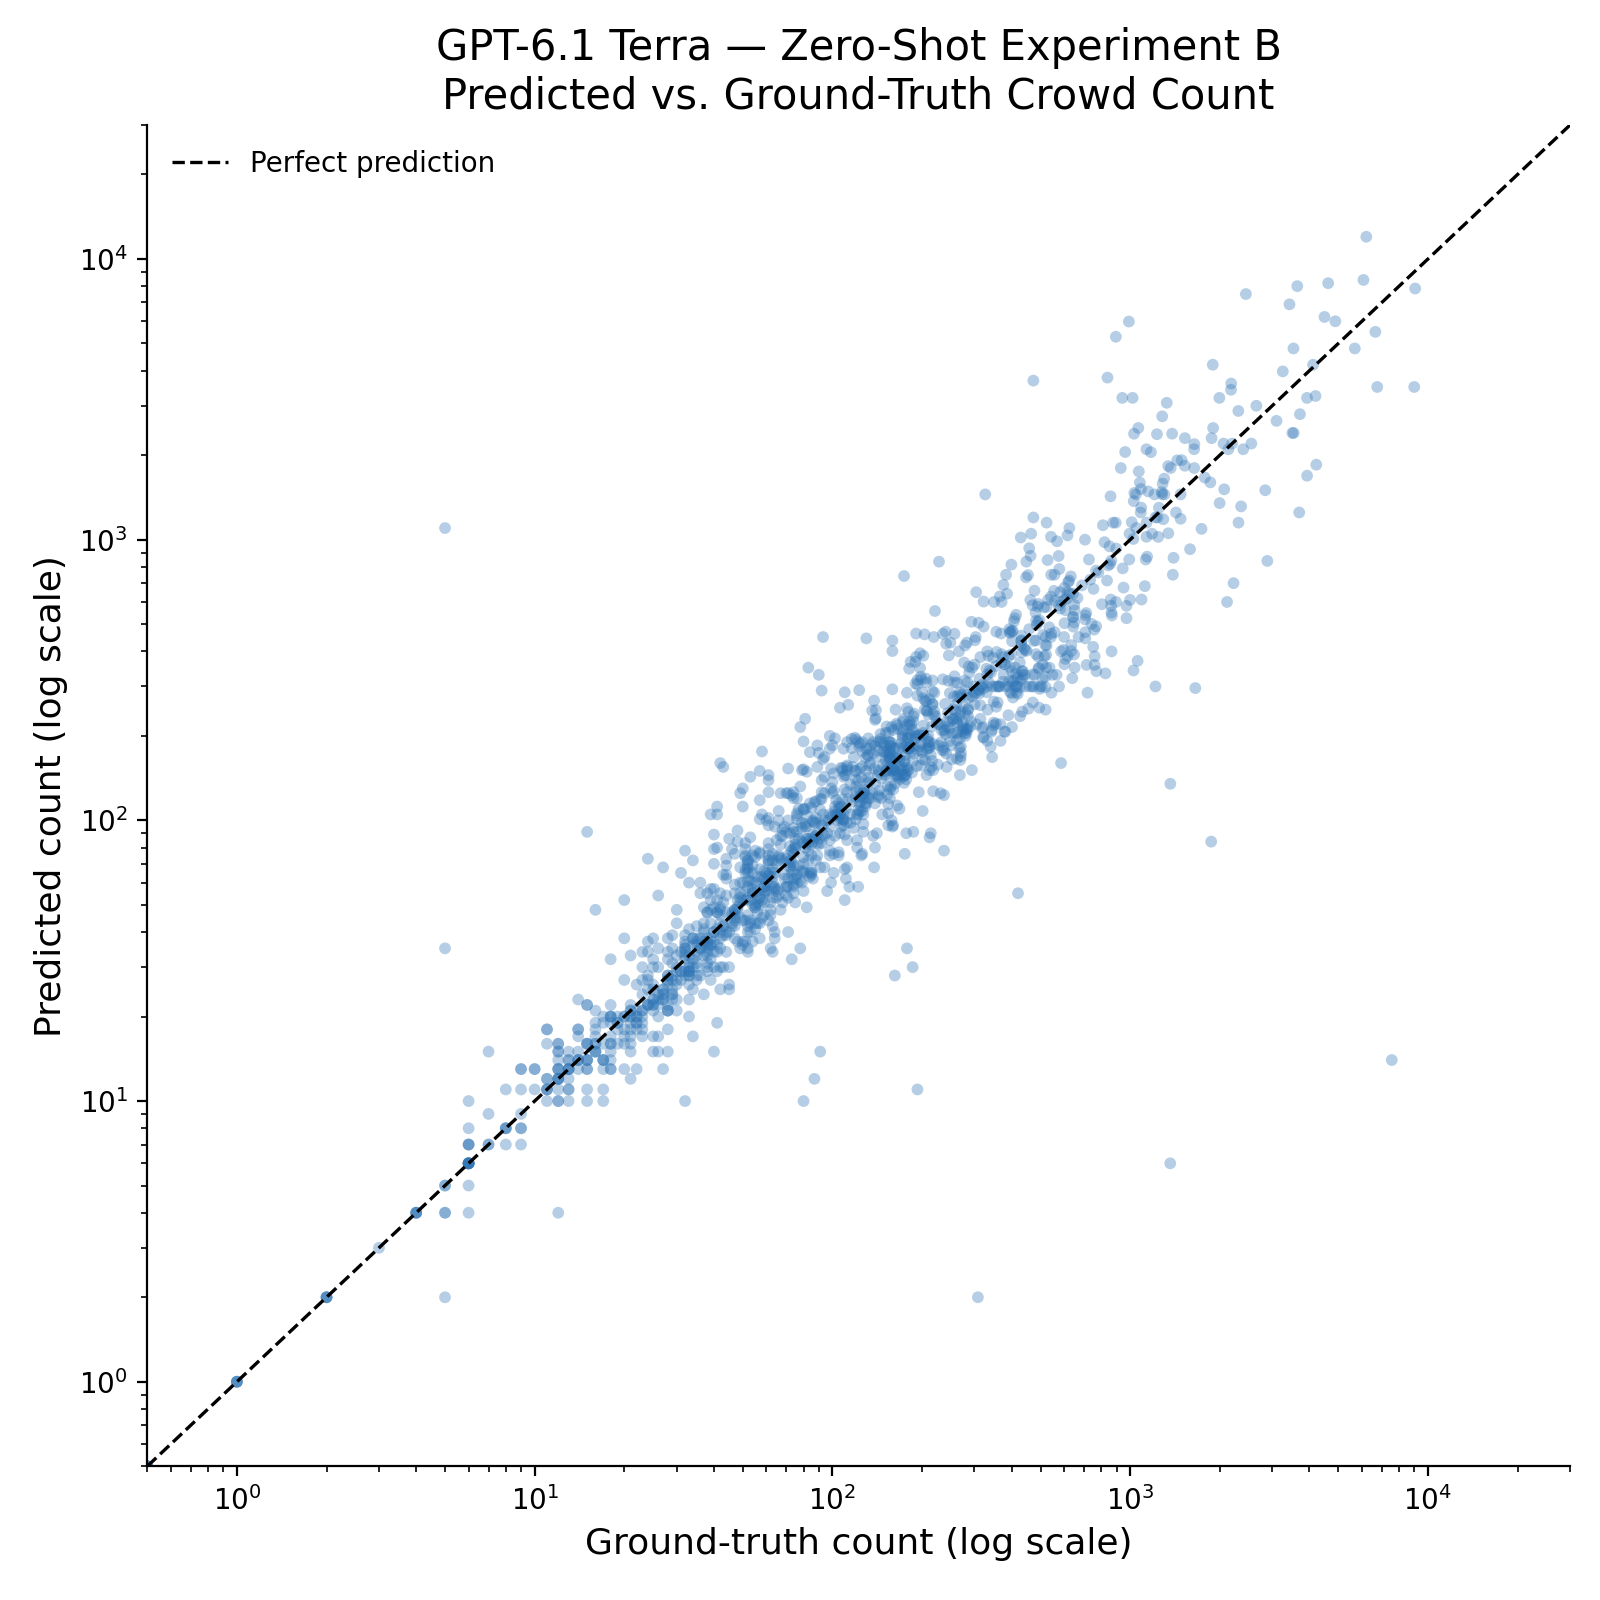 GPT-6.1 Terra — Zero-Shot Experiment B
Predicted vs. Ground-Truth Crowd Count
Perfect prediction
Predicted count (log scale)
10⁴
10³
10²
10¹
10⁰
10⁰ 10¹ 10² 10³ 10⁴
Ground-truth count (log scale)